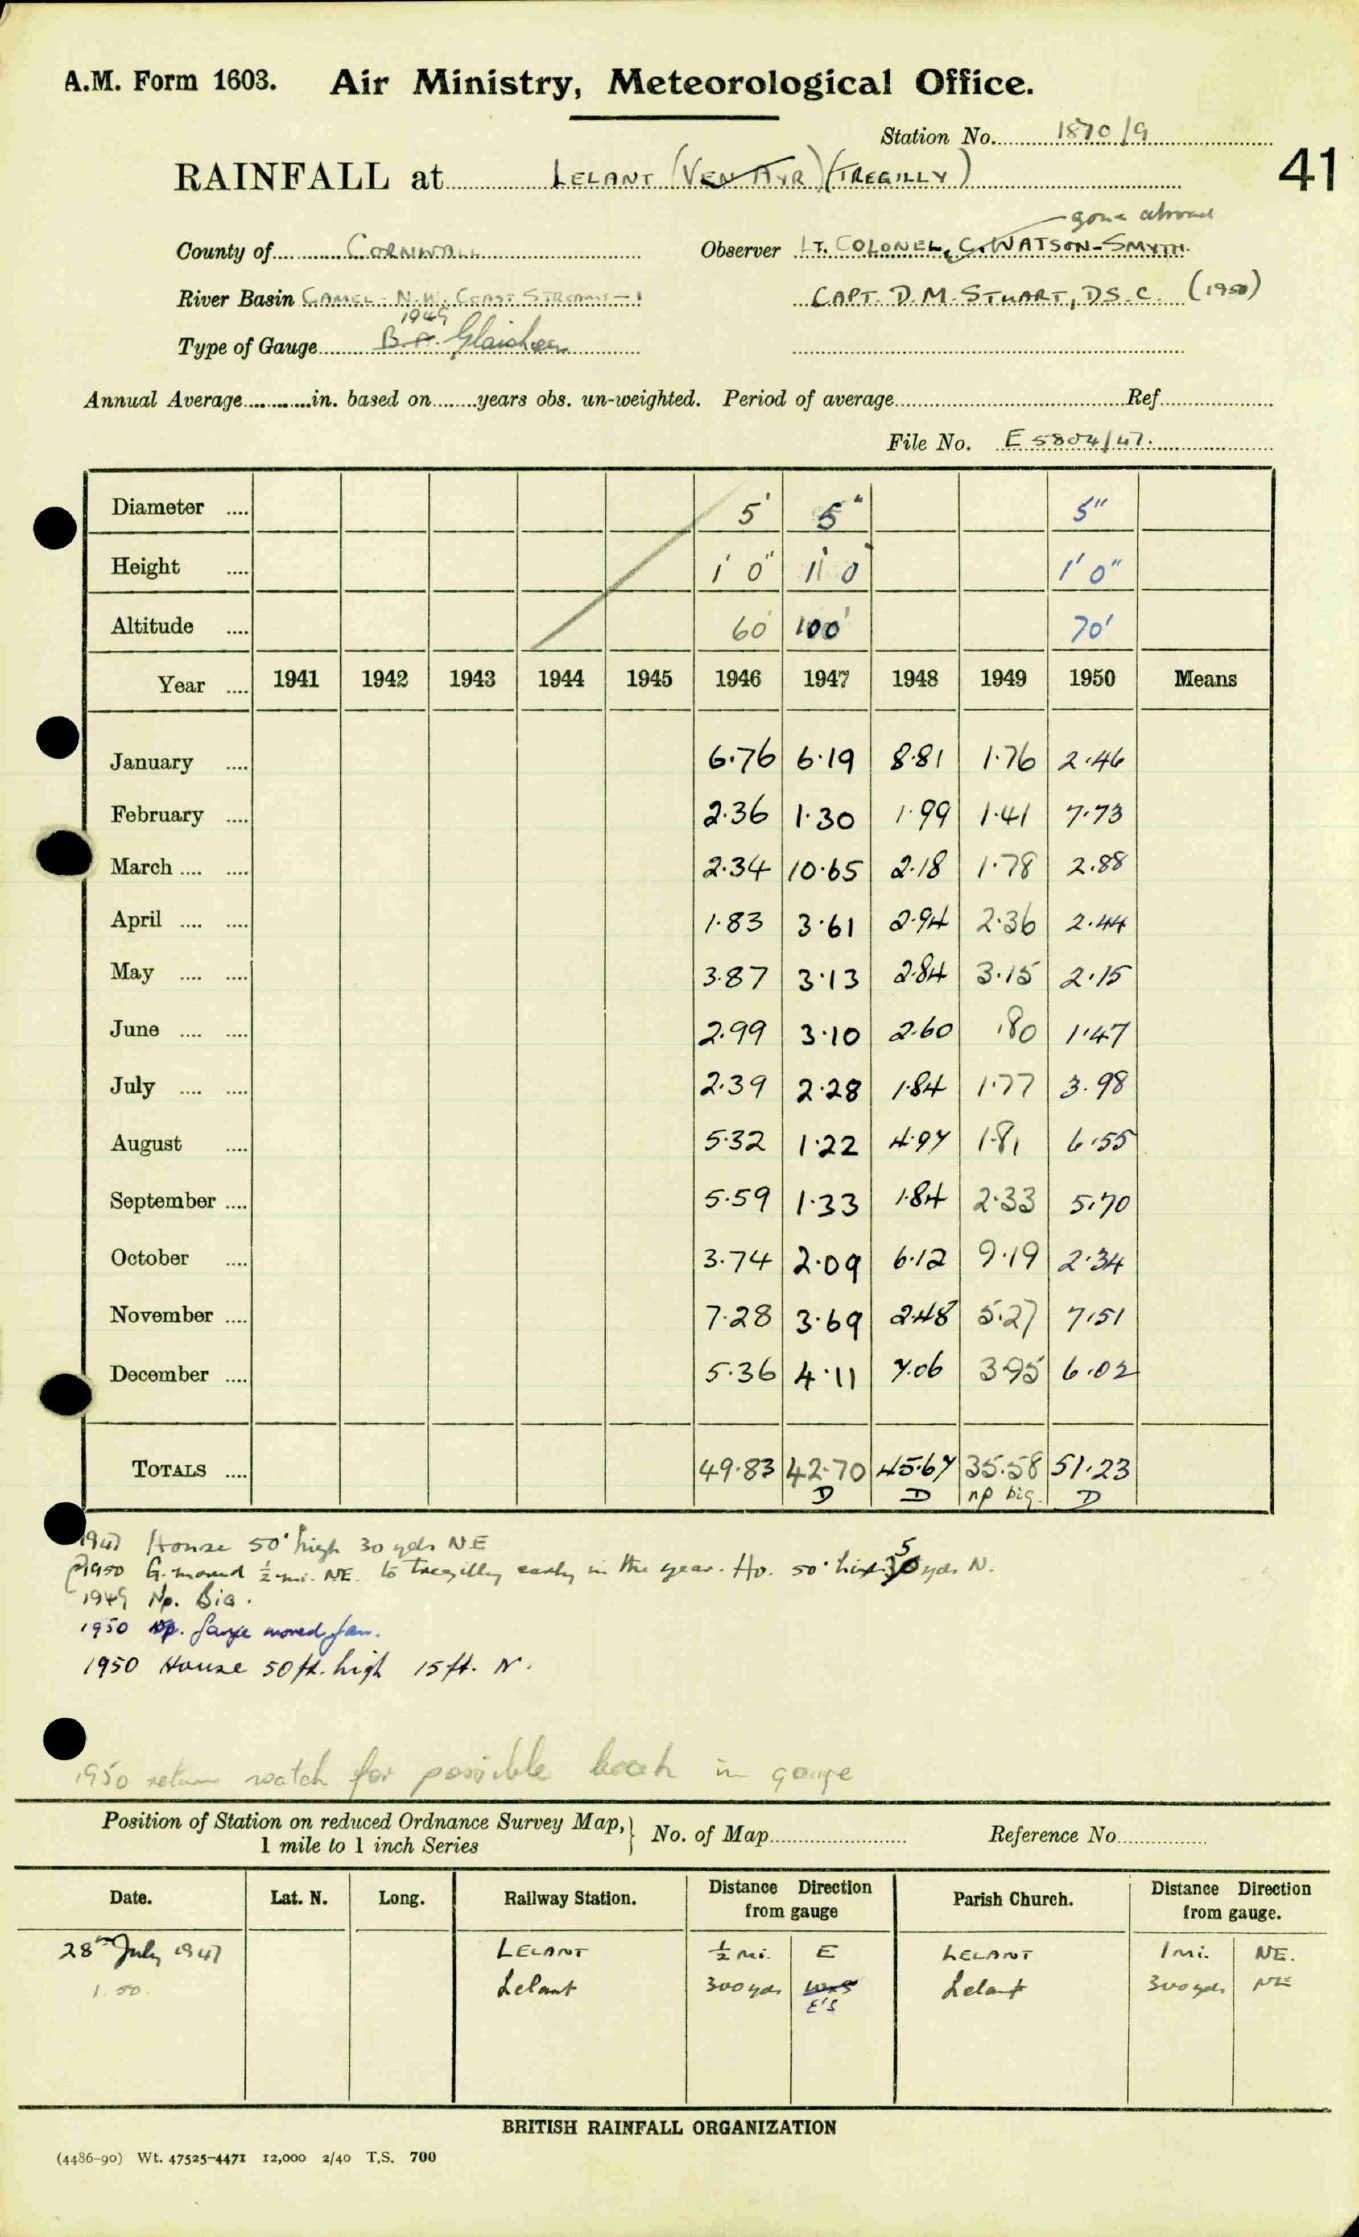 A.M. Form 1603. Air Ministry, Meteorological Office.
Station No. 1870/9
41
RAINFALL at LELANT (VEN AYR) (TREGILLY)
gone abroad
County of CORNWALL Observer LT. COLONEL C. WATSON-SMYTH.
River Basin CAMEL - N.W. COAST STREAMS - 1 CAPT. D.M. STUART, D.S.C. (1950)
1949
Type of Gauge Glaisher
Annual Average in. based on years obs. un-weighted. Period of average Ref
File No. E 5804/47.
Diameter 5' 5" 5"
Height 1' 0" 1' 0" 1' 0"
Altitude 60' 100' 70'
Year 1941 1942 1943 1944 1945 1946 1947 1948 1949 1950 Means
January 6.76 6.19 8.81 1.76 2.46
February 2.36 1.30 1.99 1.41 7.73
March 2.34 10.65 2.18 1.78 2.88
April 1.83 3.61 2.94 2.36 2.44
May 3.87 3.13 2.84 3.15 2.15
June 2.99 3.10 2.60 .80 1.47
July 2.39 2.28 1.84 1.77 3.98
August 5.32 1.22 4.97 1.81 6.55
September 5.59 1.33 1.84 2.33 5.70
October 3.74 2.09 6.12 9.19 2.34
November 7.28 3.69 2.48 5.27 7.51
December 5.36 4.11 7.06 3.95 6.02
TOTALS 49.83 42.70 45.67 35.58 51.23
D D np big. D
1947 House 50' high 30 yds NE
1950 G. moved ½ mi. NE. to Tregilly early in the year. Ho. 50' high 5 yds N.
1949 Np. Big.
1950 np. Gauge moved Jan.
1950 House 50ft. high 15ft. N.
1950 return watch for possible leak in gauge
Position of Station on reduced Ordnance Survey Map, 1 mile to 1 inch Series No. of Map Reference No
Date. Lat. N. Long. Railway Station. Distance Direction from gauge Parish Church. Distance Direction from gauge.
28th July 1947 LELANT ½ mi. E LELANT 1 mi. NE.
1.50. Lelant 300 yds E'S Lelant 300 yds NE
BRITISH RAINFALL ORGANIZATION
(4486-90) Wt. 47525-4471 12,000 2/40 T.S. 700